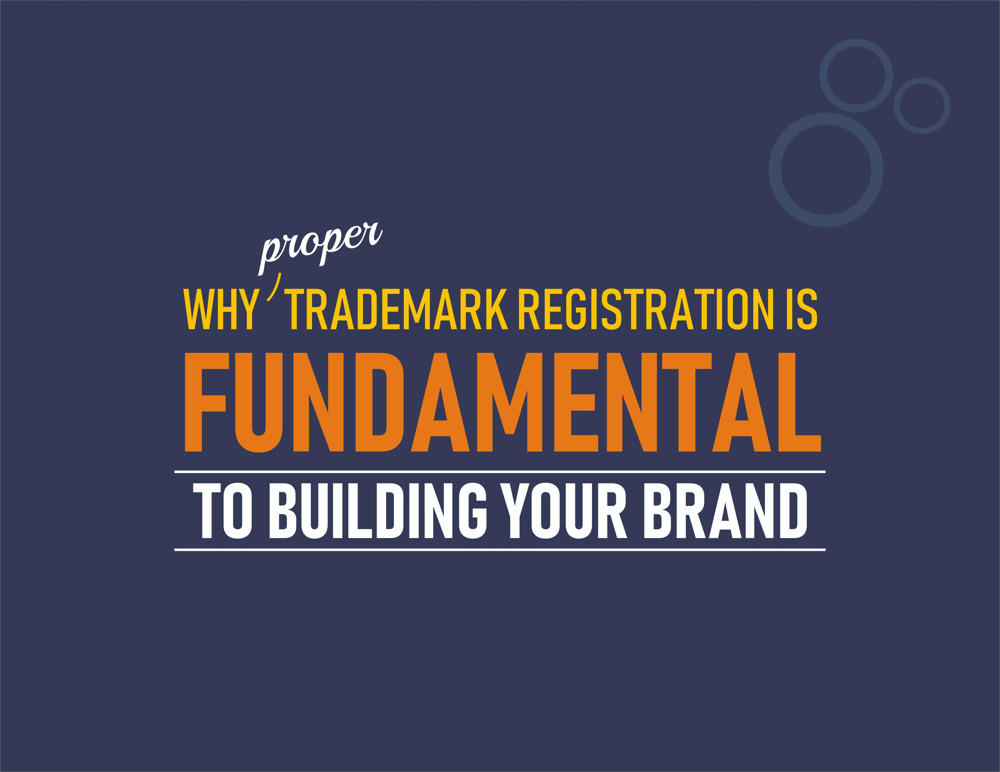 proper
WHY TRADEMARK REGISTRATION IS
FUNDAMENTAL
TO BUILDING YOUR BRAND